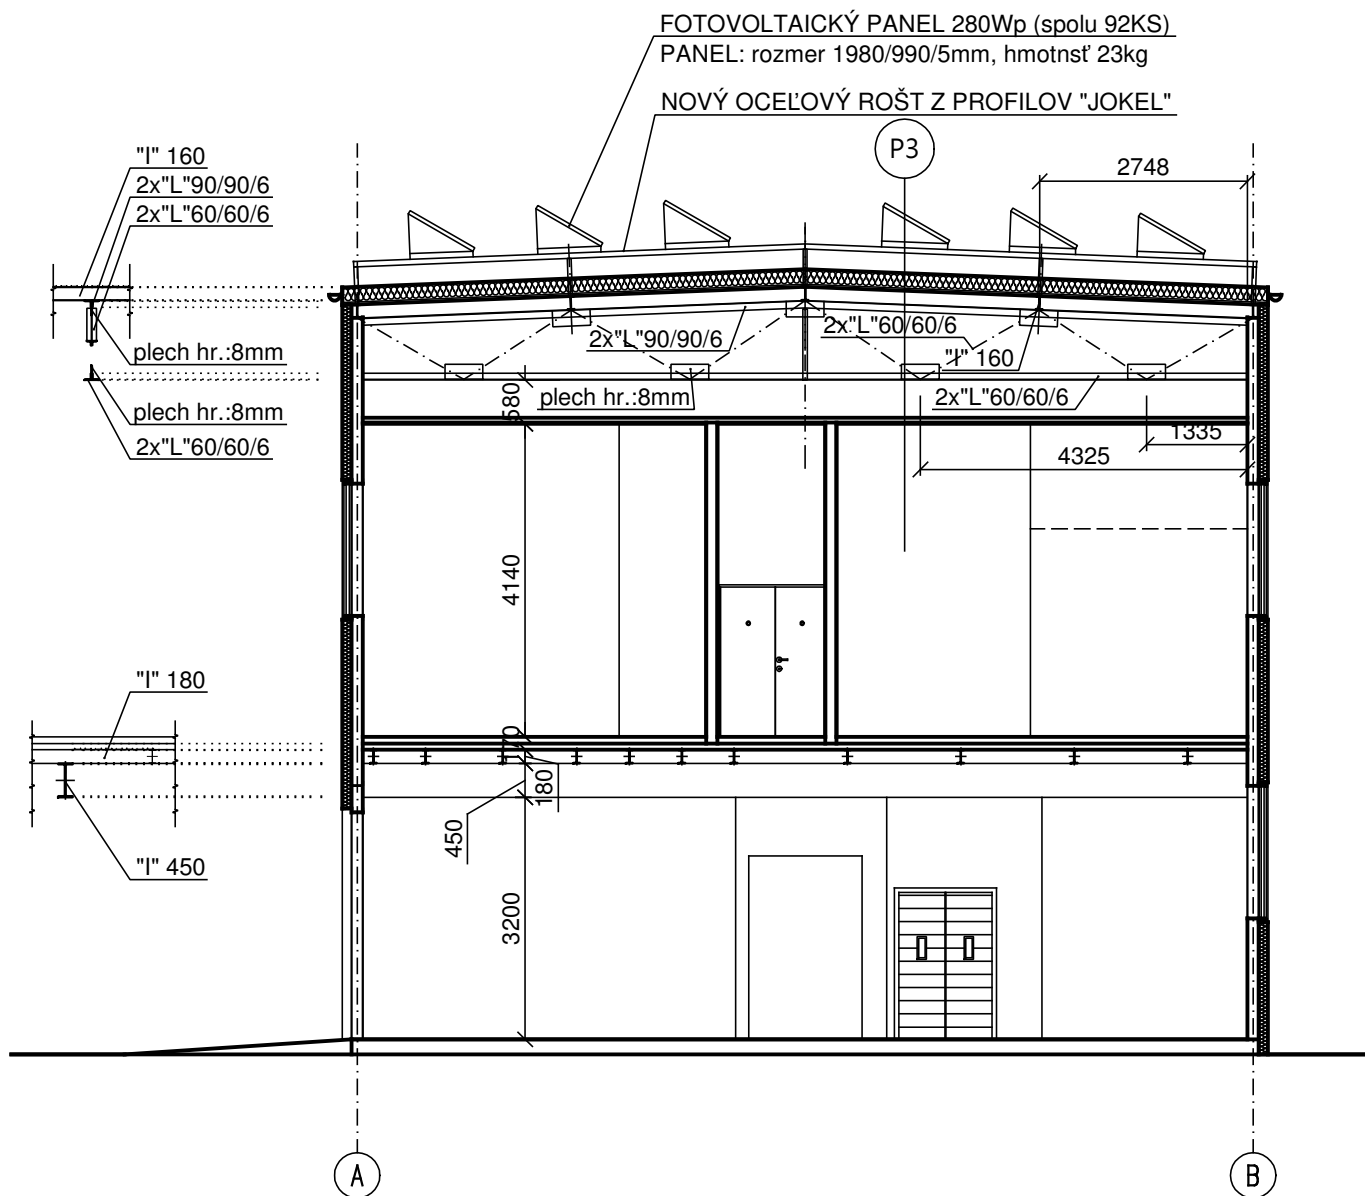 FOTOVOLTAICKÝ PANEL 280Wp (spolu 92KS)
PANEL: rozmer 1980/990/5mm, hmotnsť 23kg
NOVÝ OCEĽOVÝ ROŠT Z PROFILOV "JOKEL"
P3
"I" 160
2x"L"90/90/6
2x"L"60/60/6
2748
plech hr.:8mm
2x"L"90/90/6
2x"L"60/60/6
"I" 160
plech hr.:8mm
2x"L"60/60/6
580
plech hr.:8mm
2x"L"60/60/6
1335
4325
4140
"I" 180
180
450
"I" 450
3200
A
B